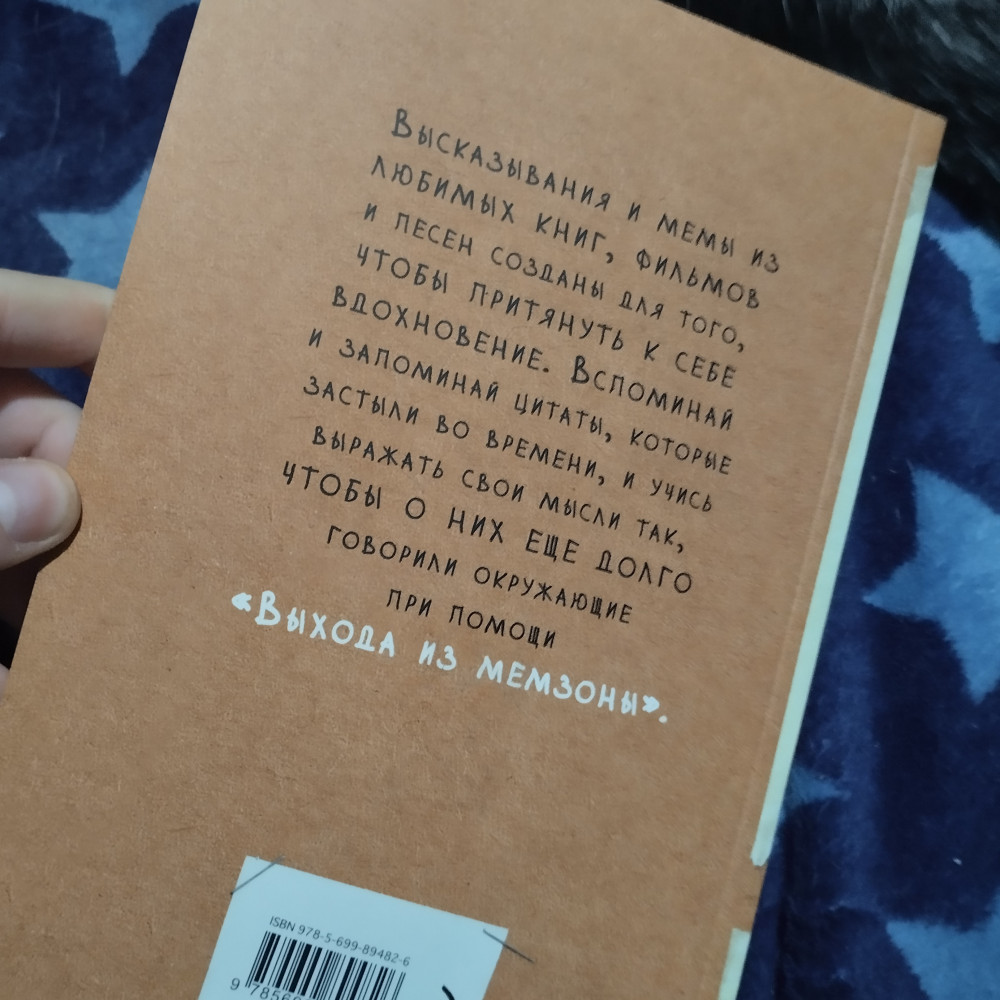 Высказывания и мемы из
любимых книг, фильмов
и песен созданы для того,
чтобы притянуть к себе
вдохновение. Вспоминай
и запоминай цитаты, которые
застыли во времени, и учись
выражать свои мысли так,
чтобы о них еще долго
говорили окружающие
при помощи
«Выхода из мемзоны».
ISBN 978-5-699-89482-6